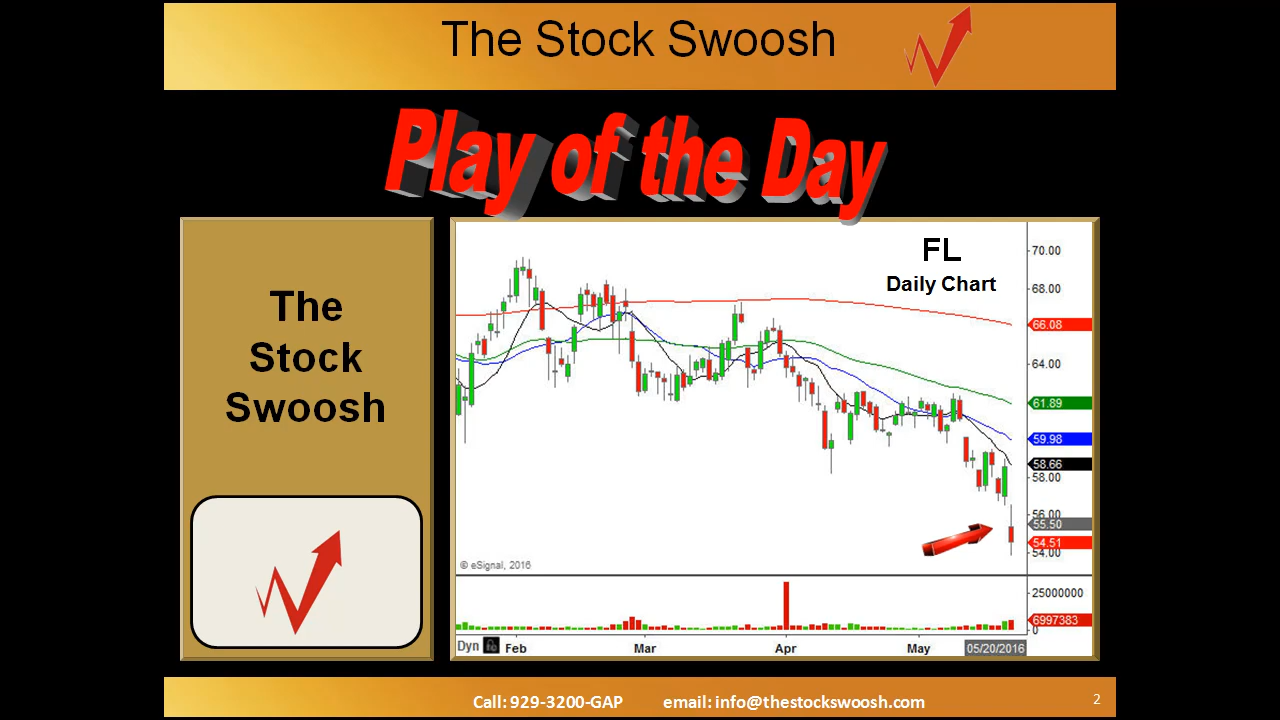 The Stock Swoosh
Play of the Day
The
Stock
Swoosh
FL
Daily Chart
70.00
68.00
66.08
64.00
61.89
59.98
58.66
58.00
56.00
55.50
54.51
54.00
© eSignal, 2016
25000000
6997383
0
Dyn Feb Mar Apr May 05/20/2016
Call: 929-3200-GAP email: info@thestockswoosh.com 2